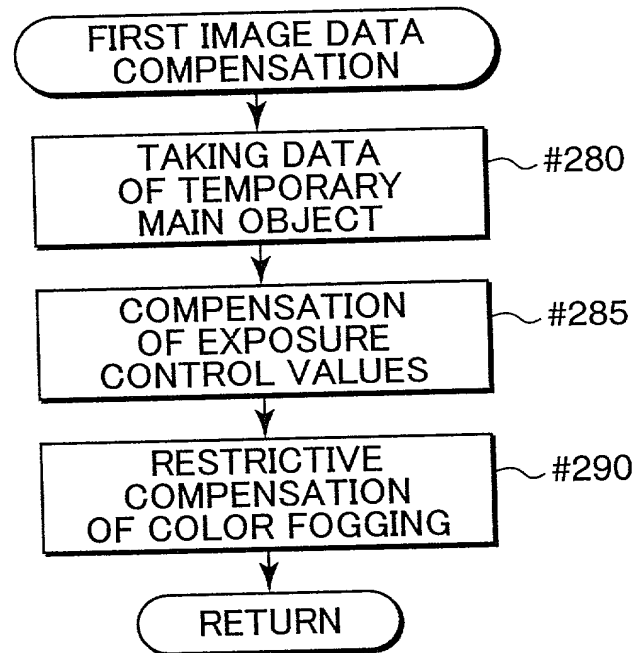 FIRST IMAGE DATA
COMPENSATION
TAKING DATA
OF TEMPORARY
MAIN OBJECT
#280
COMPENSATION
OF EXPOSURE
CONTROL VALUES
#285
RESTRICTIVE
COMPENSATION
OF COLOR FOGGING
#290
RETURN